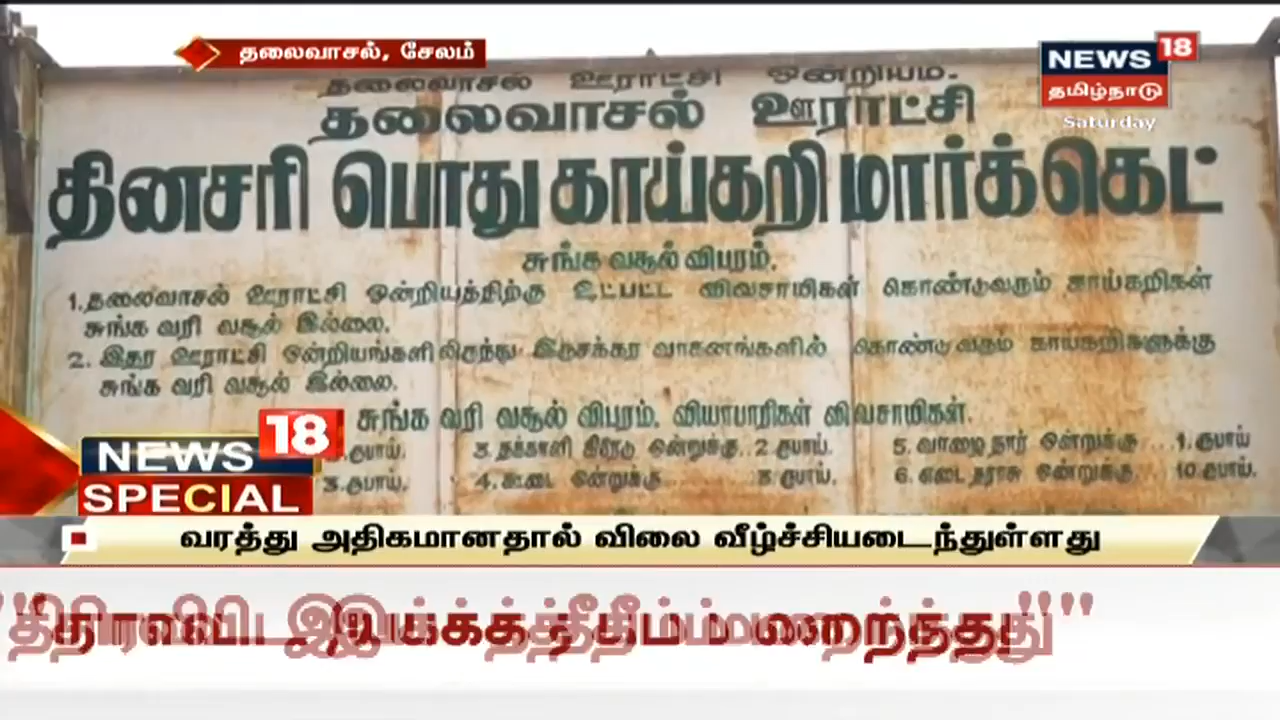 தலைவாசல், சேலம்
NEWS 18
தமிழ்நாடு
Saturday
தலைவாசல் ஊராட்சி ஒன்றியம்.
தலைவாசல் ஊராட்சி
தினசரி பொது காய்கறி மார்க்கெட்
சுங்க வசூல் விபரம்.
1. தலைவாசல் ஊராட்சி ஒன்றியத்திற்கு உட்பட்ட விவசாயிகள் கொண்டுவரும் காய்கறிகள்
சுங்க வரி வசூல் இல்லை.
2. இதர ஊராட்சி ஒன்றியங்களிலிருந்து இருசக்கர வாகனங்களில் கொண்டுவரும் காய்கறிகளுக்கு
சுங்க வரி வசூல் இல்லை.
சுங்க வரி வசூல் விபரம். வியாபாரிகள் விவசாயிகள்.
ரூபாய். 3. தக்காளி கிரேடு ஒன்றுக்கு..2. ரூபாய். 5. வாழை நார் ஒன்றுக்கு...1. ரூபாய்
3. ரூபாய். 4. கூடை ஒன்றுக்கு... ரூபாய். 6. எடை தராசு ஒன்றுக்கு... 10. ரூபாய்.
NEWS 18
SPECIAL
வரத்து அதிகமானதால் விலை வீழ்ச்சியடைந்துள்ளது